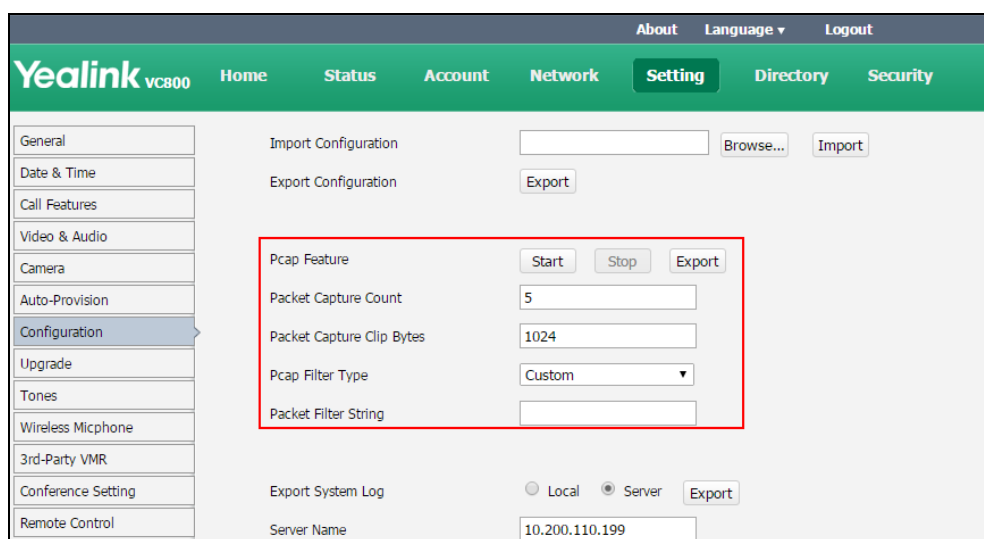 About Language ▾ Logout
Yealink VC800 Home Status Account Network Setting Directory Security
General
Date & Time
Call Features
Video & Audio
Camera
Auto-Provision
Configuration
Upgrade
Tones
Wireless Micphone
3rd-Party VMR
Conference Setting
Remote Control
Import Configuration Browse... Import
Export Configuration Export
Pcap Feature Start Stop Export
Packet Capture Count 5
Packet Capture Clip Bytes 1024
Pcap Filter Type Custom ▼
Packet Filter String
Export System Log Local Server Export
Server Name 10.200.110.199